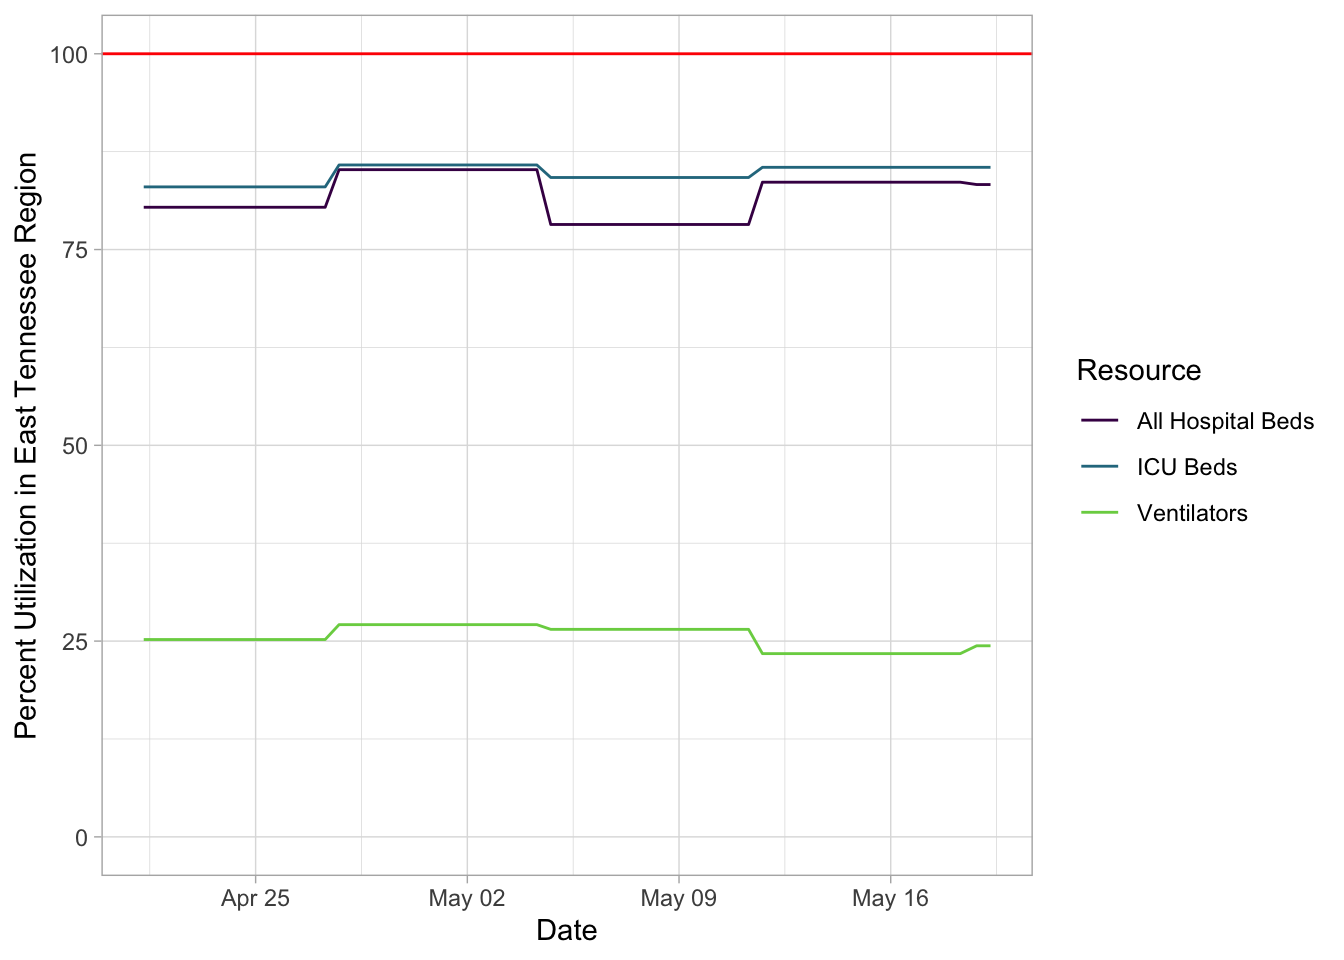 Percent Utilization in East Tennessee Region
100
75
50
25
0
Apr 25
May 02
May 09
May 16
Date
Resource
All Hospital Beds
ICU Beds
Ventilators